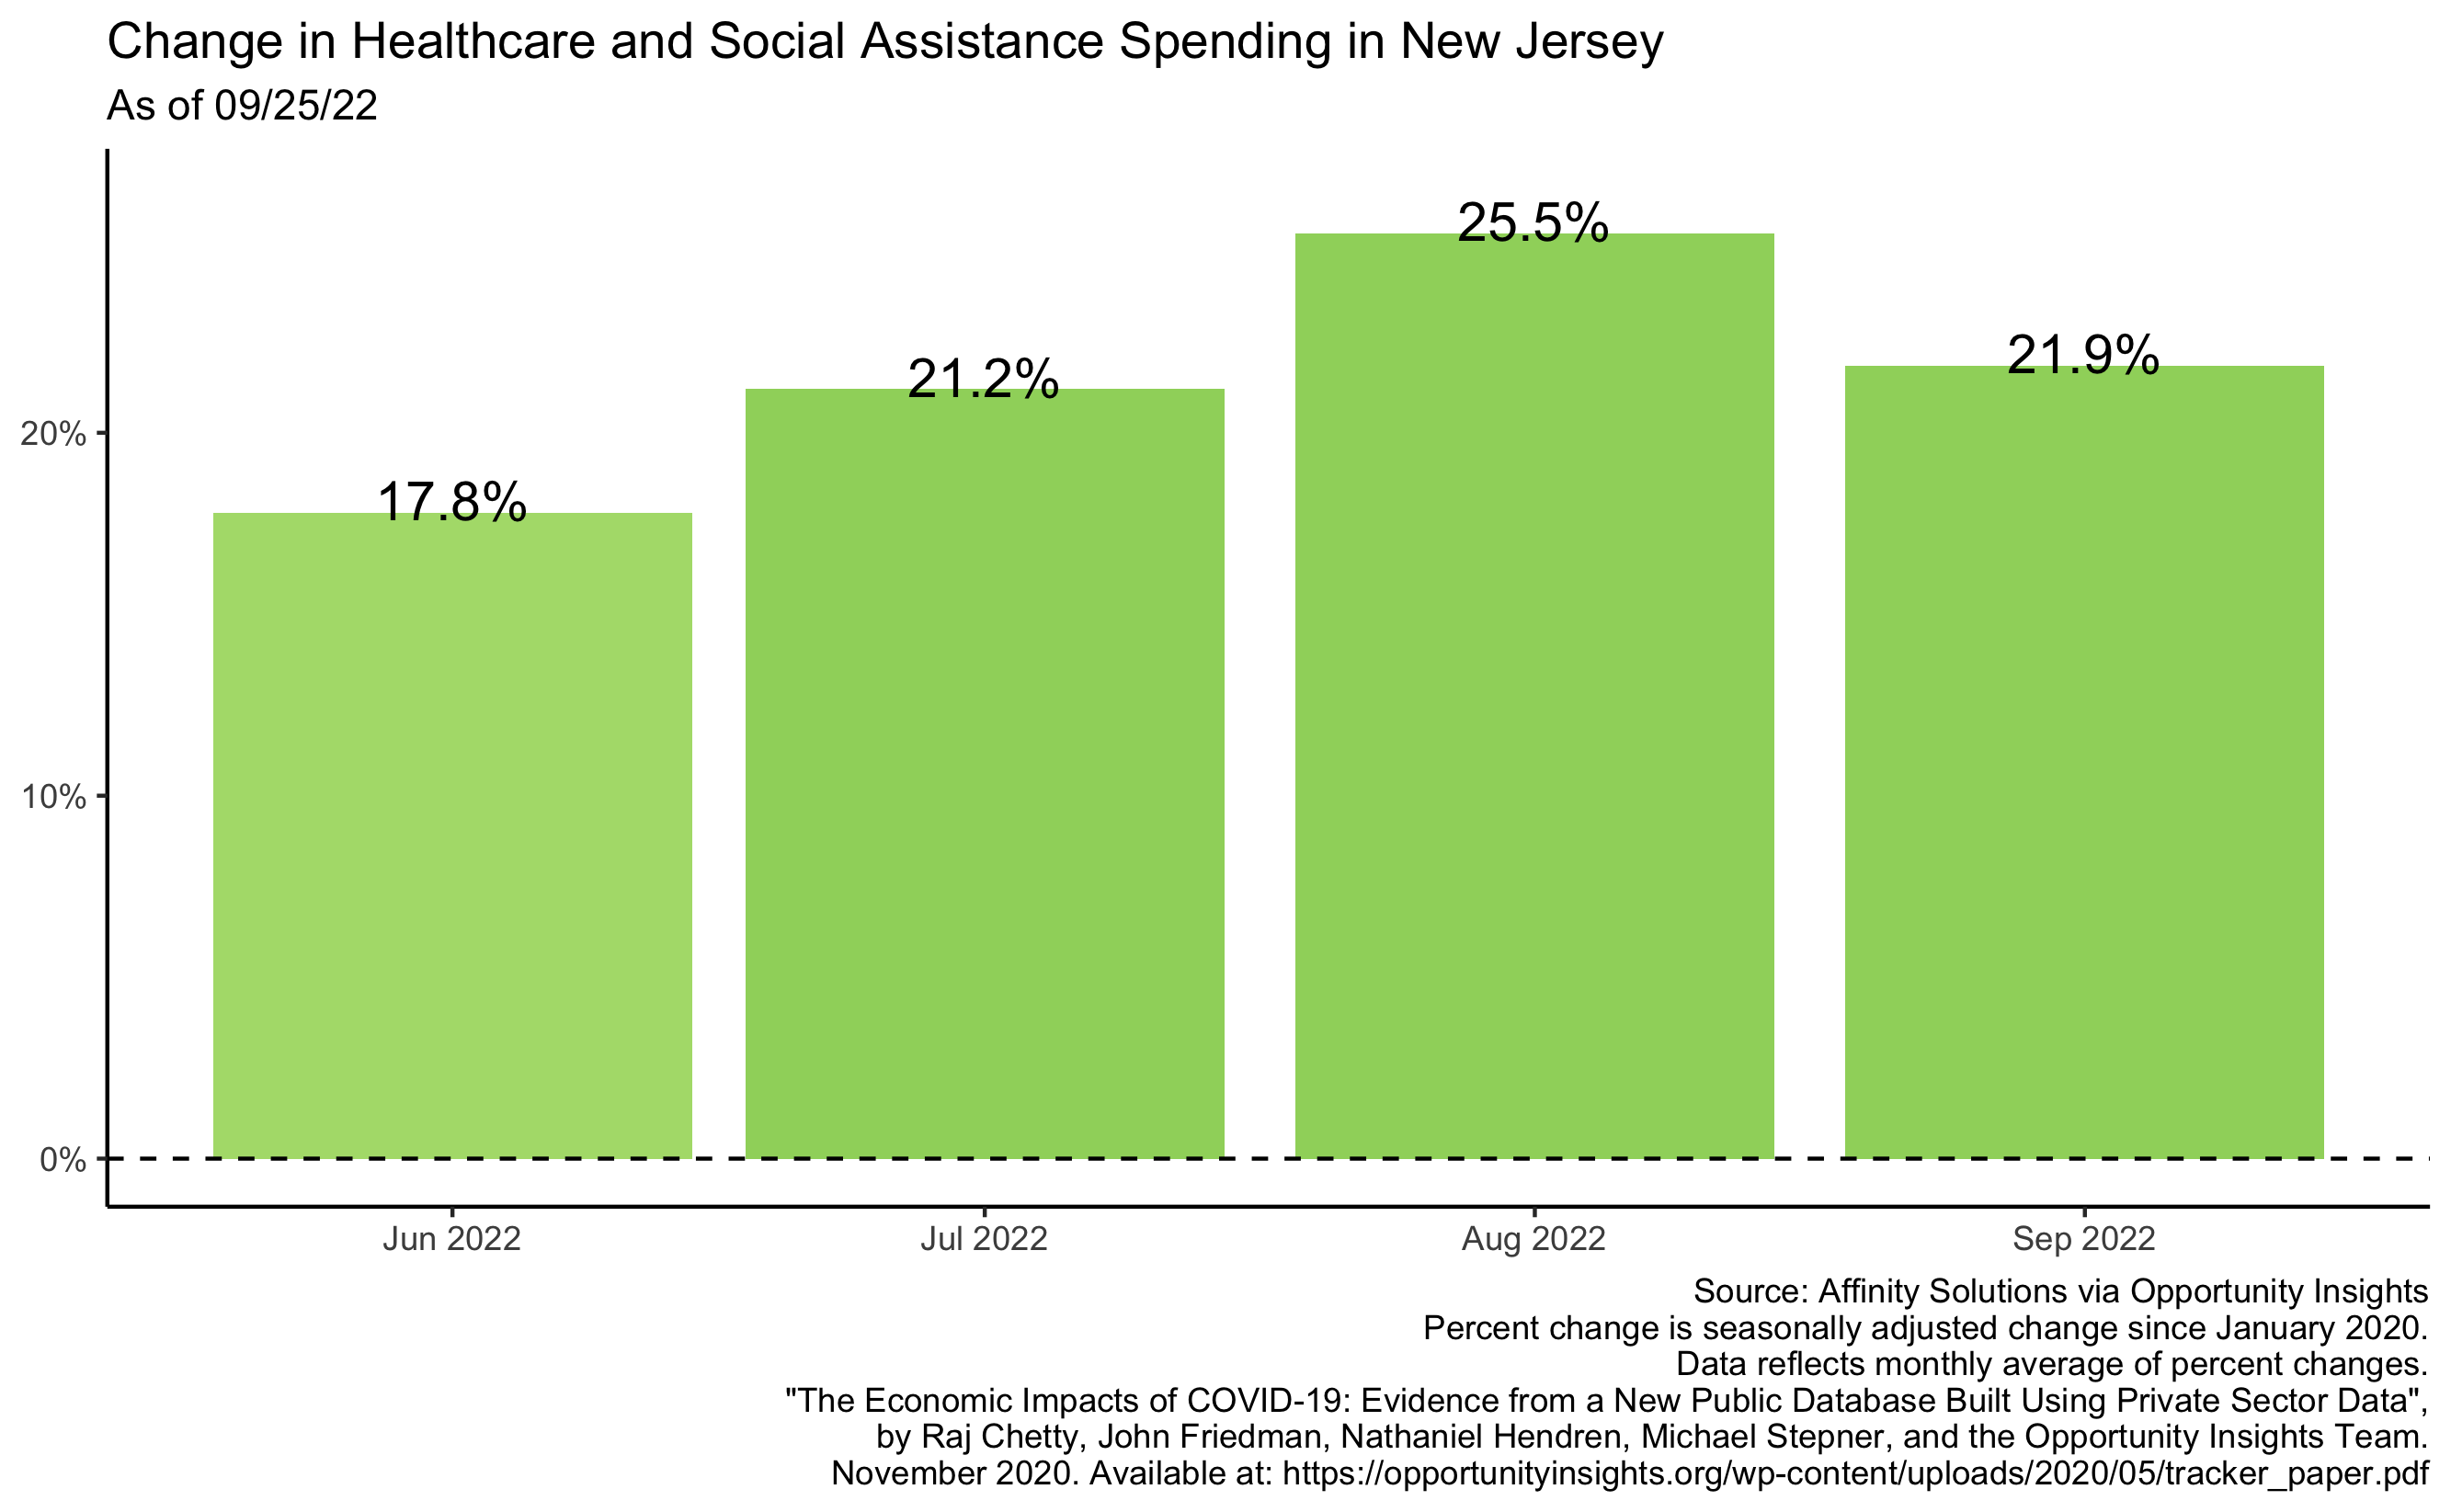 Change in Healthcare and Social Assistance Spending in New Jersey
As of 09/25/22
25.5%
21.9%
21.2%
20%
17.8%
10%
0%
Jun 2022
Jul 2022
Aug 2022
Sep 2022
Source: Affinity Solutions via Opportunity Insights
Percent change is seasonally adjusted change since January 2020.
Data reflects monthly average of percent changes.
"The Economic Impacts of COVID-19: Evidence from a New Public Database Built Using Private Sector Data",
by Raj Chetty, John Friedman, Nathaniel Hendren, Michael Stepner, and the Opportunity Insights Team.
November 2020. Available at: https://opportunityinsights.org/wp-content/uploads/2020/05/tracker_paper.pdf